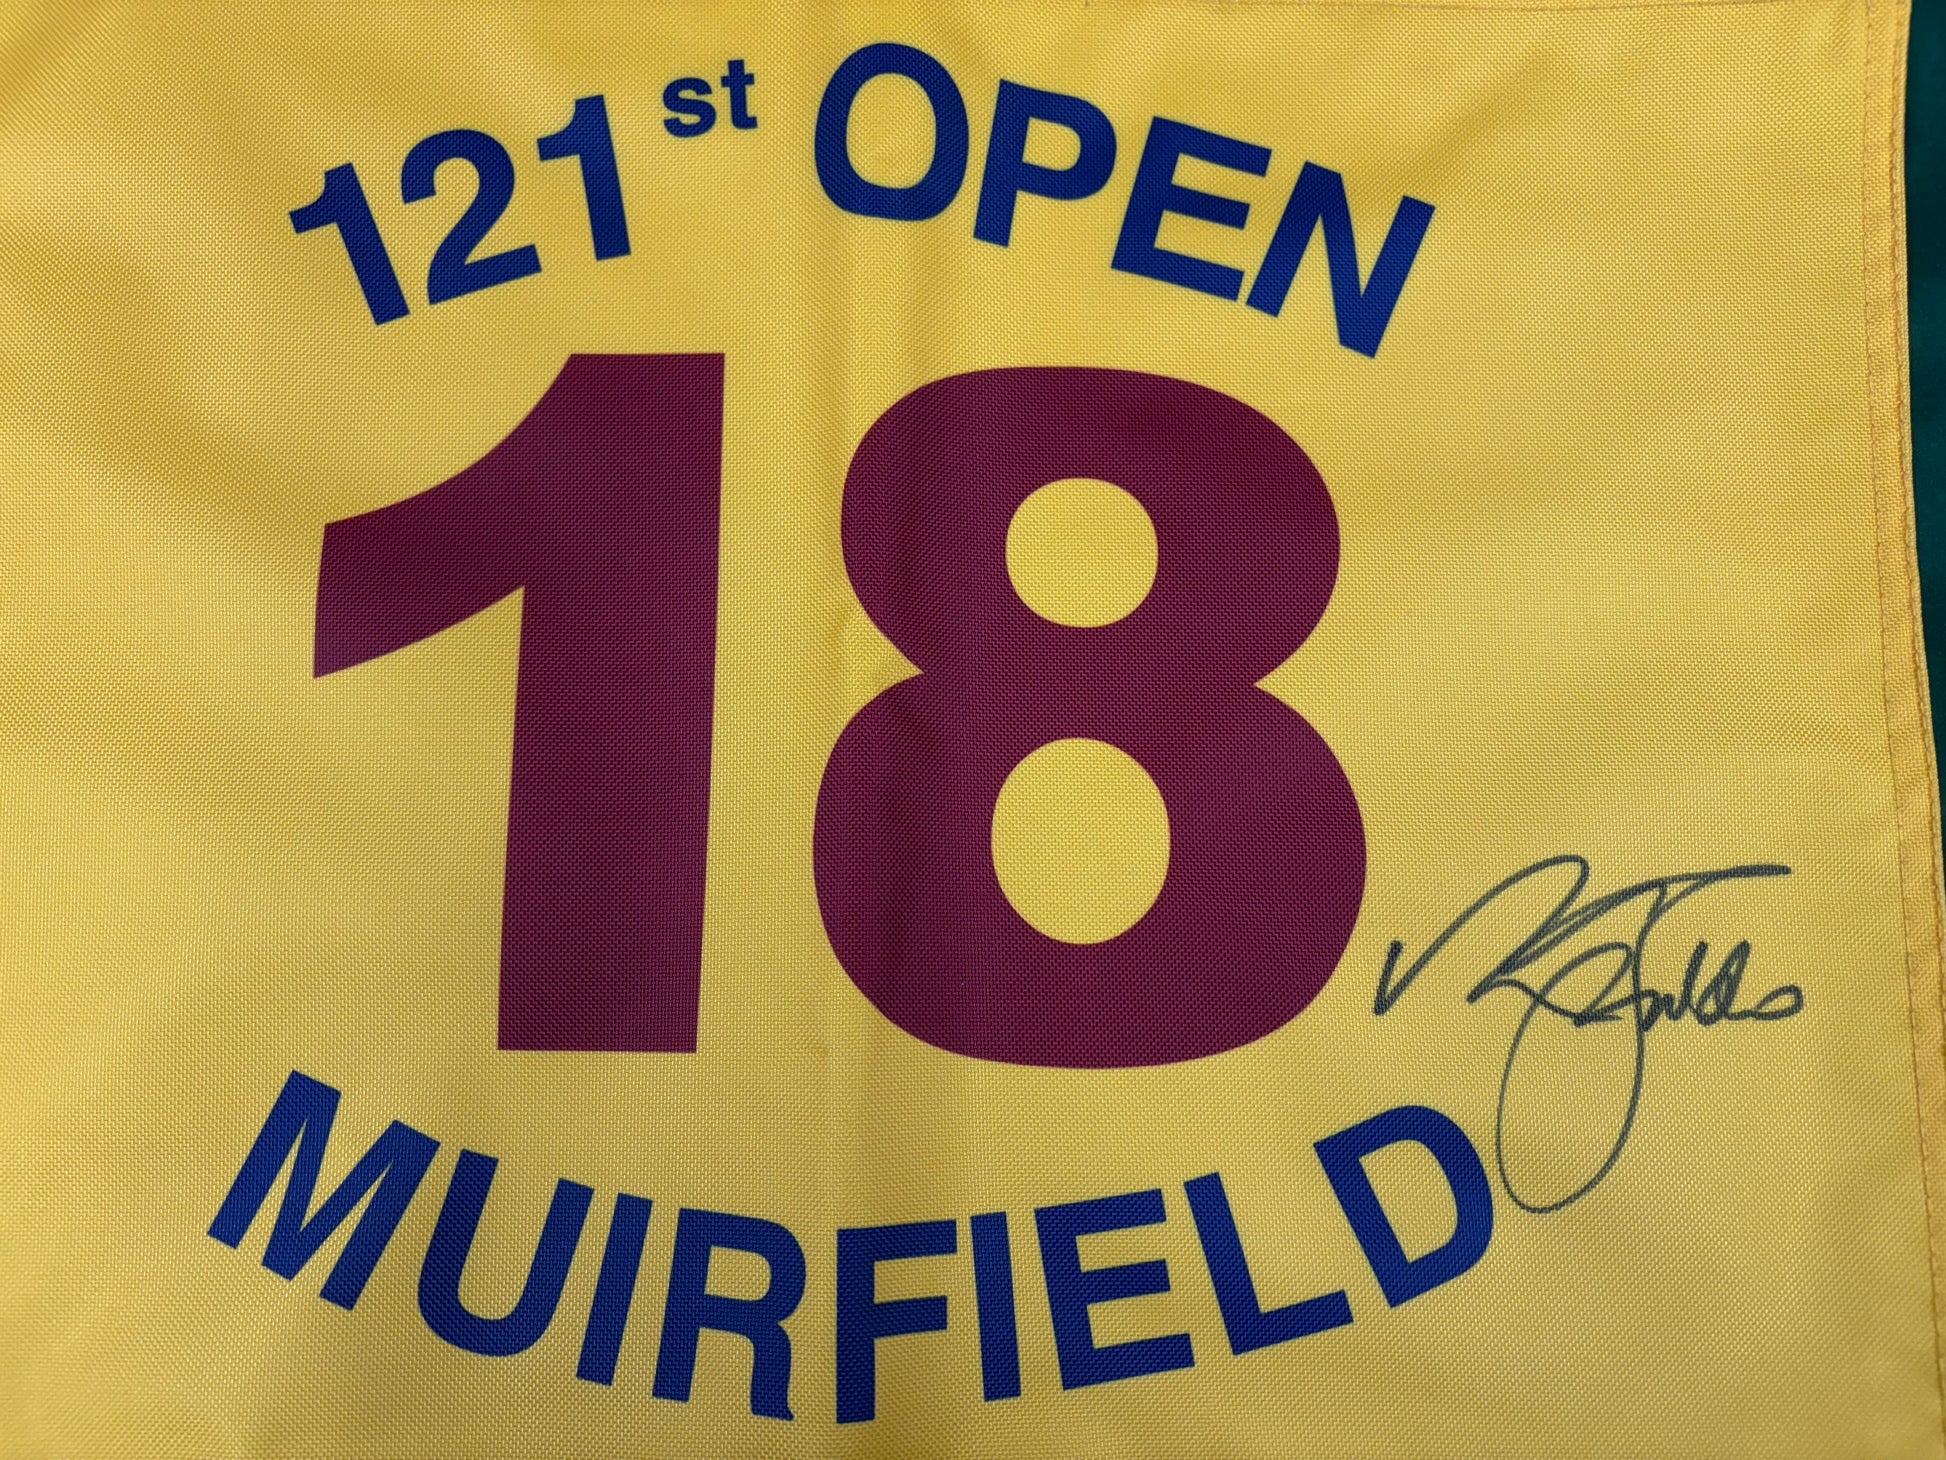 121st OPEN
18
MUIRFIELD